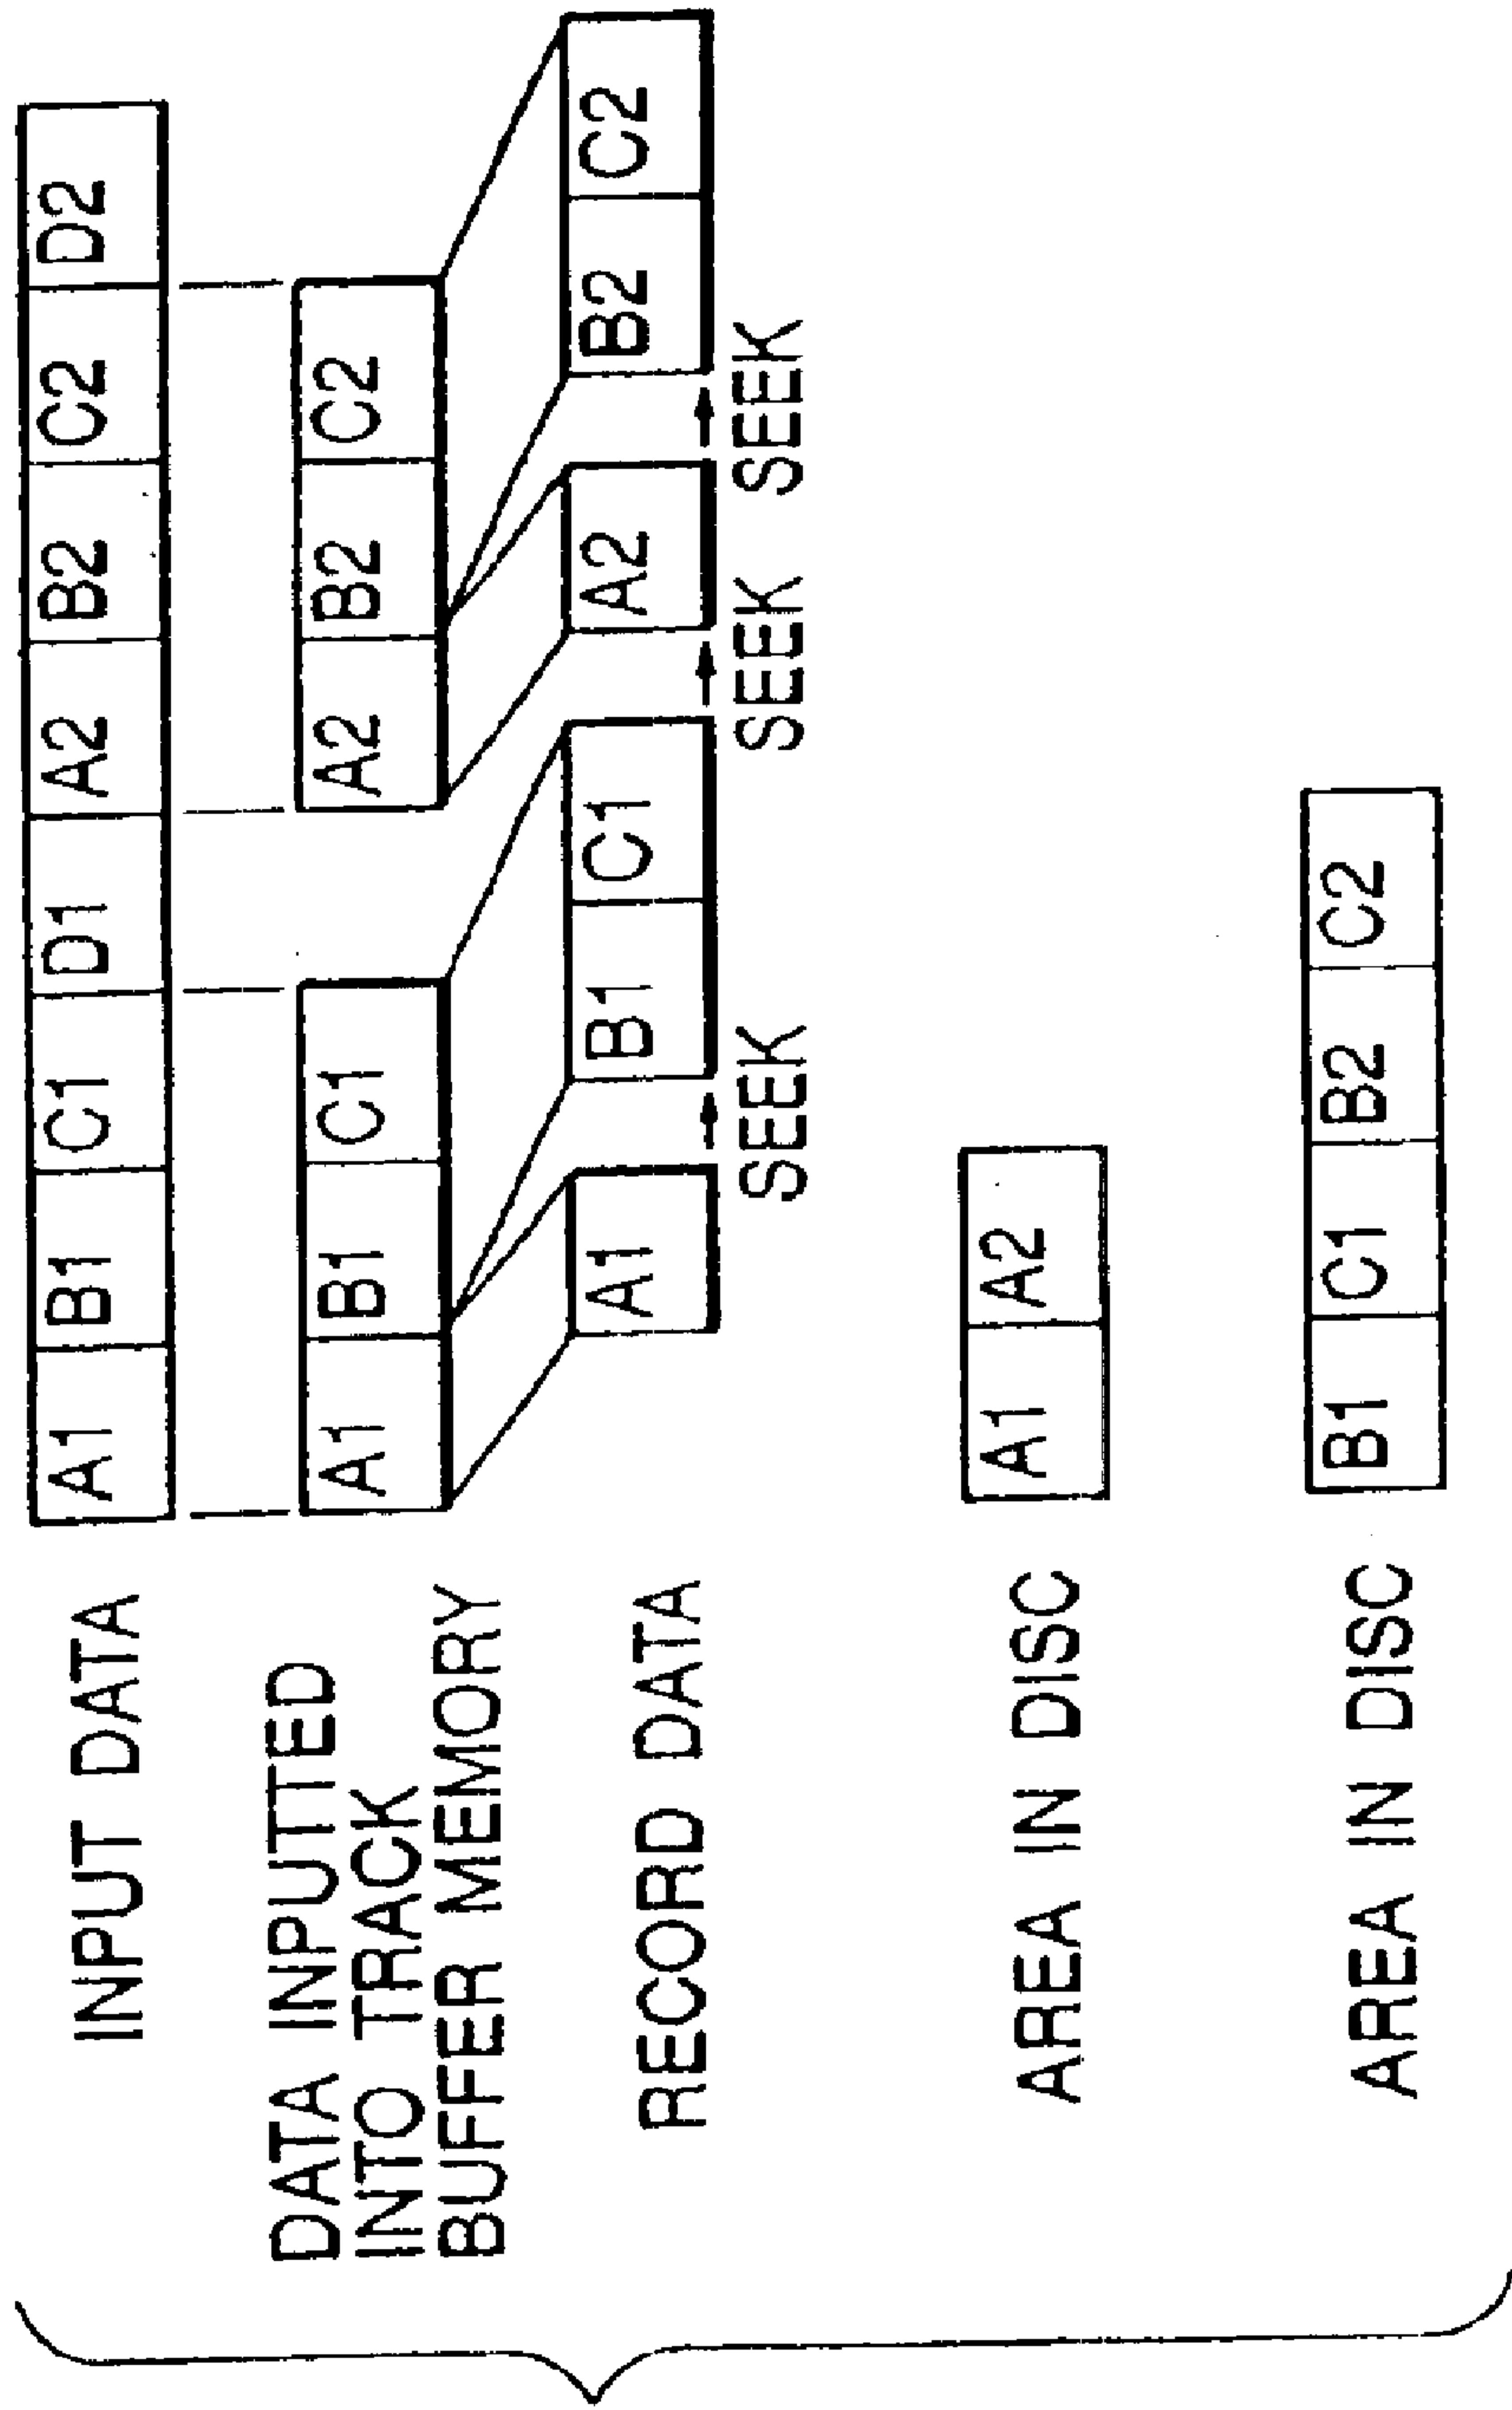 INPUT DATA
A1 B1 C1 D1 A2 B2 C2 D2
DATA INPUTTED
INTO TRACK
BUFFER MEMORY
A1 B1 C1 A2 B2 C2
RECORD DATA
A1 B1 C1 A2 B2 C2
SEEK SEEK SEEK
AREA IN DISC
A1 A2
AREA IN DISC
B1 C1 B2 C2